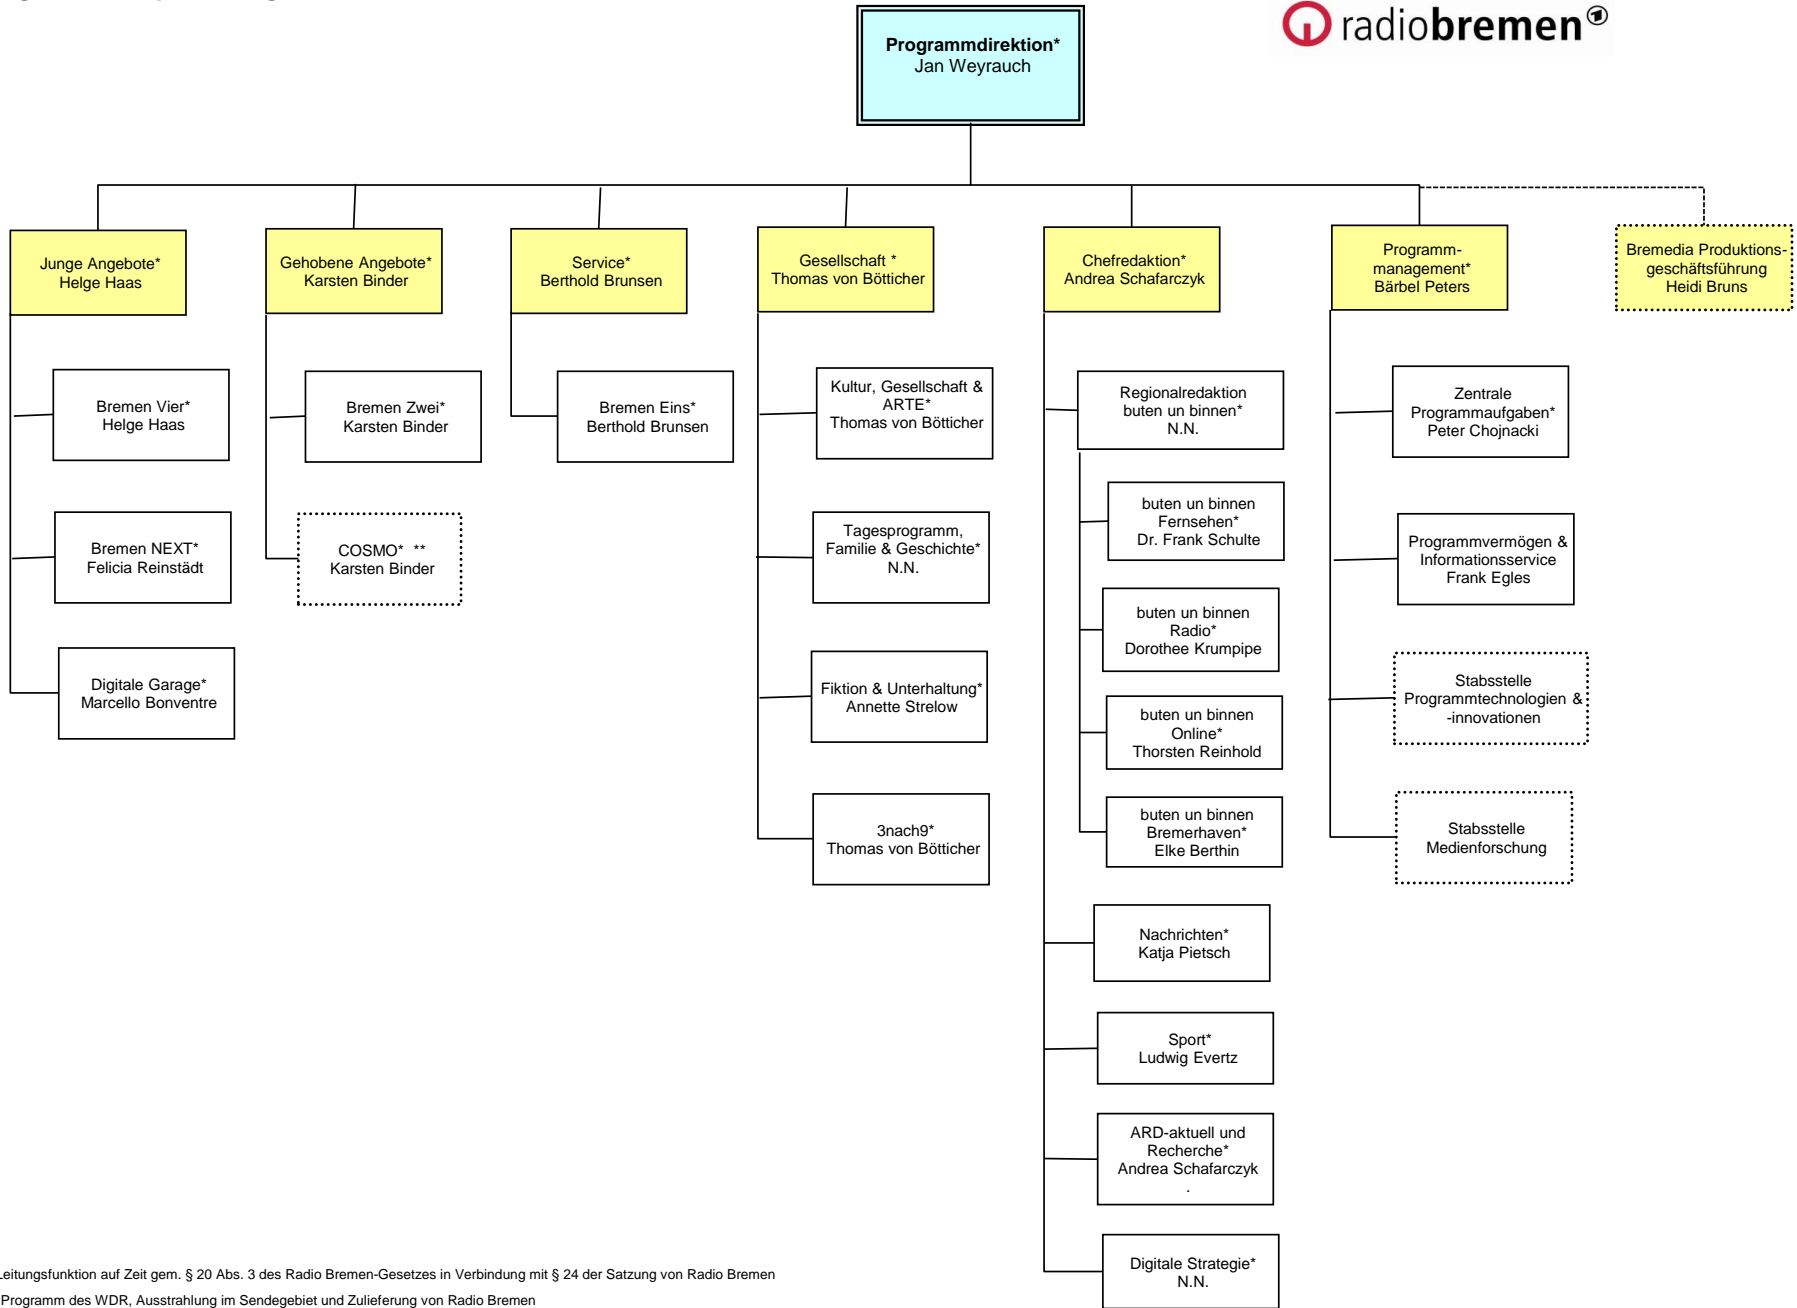 radiobremen
Programmdirektion*
Jan Weyrauch
Junge Angebote*
Helge Haas
Bremen Vier*
Helge Haas
Bremen NEXT*
Felicia Reinstädt
Digitale Garage*
Marcello Bonventre
Gehobene Angebote*
Karsten Binder
Bremen Zwei*
Karsten Binder
COSMO* **
Karsten Binder
Service*
Berthold Brunsen
Bremen Eins*
Berthold Brunsen
Gesellschaft *
Thomas von Bötticher
Kultur, Gesellschaft &
ARTE*
Thomas von Bötticher
Tagesprogramm,
Familie & Geschichte*
N.N.
Fiktion & Unterhaltung*
Annette Strelow
3nach9*
Thomas von Bötticher
Chefredaktion*
Andrea Schafarczyk
Regionalredaktion
buten un binnen*
N.N.
buten un binnen
Fernsehen*
Dr. Frank Schulte
buten un binnen
Radio*
Dorothee Krumpipe
buten un binnen
Online*
Thorsten Reinhold
buten un binnen
Bremerhaven*
Elke Berthin
Nachrichten*
Katja Pietsch
Sport*
Ludwig Evertz
ARD-aktuell und
Recherche*
Andrea Schafarczyk
.
Digitale Strategie*
N.N.
Programm-
management*
Bärbel Peters
Zentrale
Programmaufgaben*
Peter Chojnacki
Programmvermögen &
Informationsservice
Frank Egles
Stabsstelle
Programmtechnologien &
-innovationen
Stabsstelle
Medienforschung
Bremedia Produktions-
geschäftsführung
Heidi Bruns
Leitungsfunktion auf Zeit gem. § 20 Abs. 3 des Radio Bremen-Gesetzes in Verbindung mit § 24 der Satzung von Radio Bremen
Programm des WDR, Ausstrahlung im Sendegebiet und Zulieferung von Radio Bremen